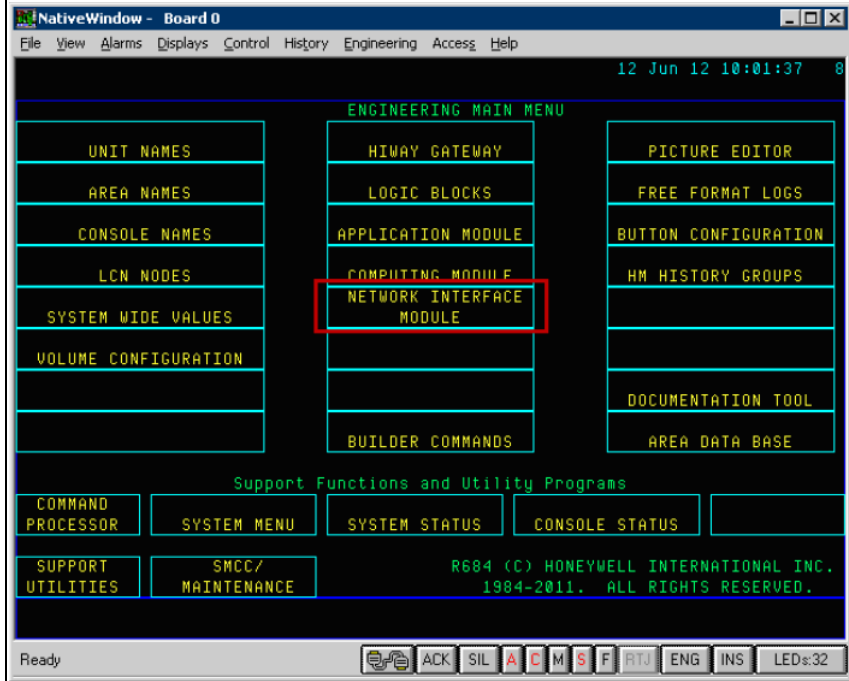 NativeWindow - Board 0
File View Alarms Displays Control History Engineering Access Help
12 Jun 12 10:01:37 8
ENGINEERING MAIN MENU
UNIT NAMES HIWAY GATEWAY PICTURE EDITOR
AREA NAMES LOGIC BLOCKS FREE FORMAT LOGS
CONSOLE NAMES APPLICATION MODULE BUTTON CONFIGURATION
LCN NODES COMPUTING MODULE HM HISTORY GROUPS
NETWORK INTERFACE
SYSTEM WIDE VALUES MODULE
VOLUME CONFIGURATION
DOCUMENTATION TOOL
BUILDER COMMANDS AREA DATA BASE
Support Functions and Utility Programs
COMMAND
PROCESSOR SYSTEM MENU SYSTEM STATUS CONSOLE STATUS
SUPPORT SMCC/ R684 (C) HONEYWELL INTERNATIONAL INC.
UTILITIES MAINTENANCE 1984-2011. ALL RIGHTS RESERVED.
Ready ACK SIL A C M S F RTJ ENG INS LEDs:32